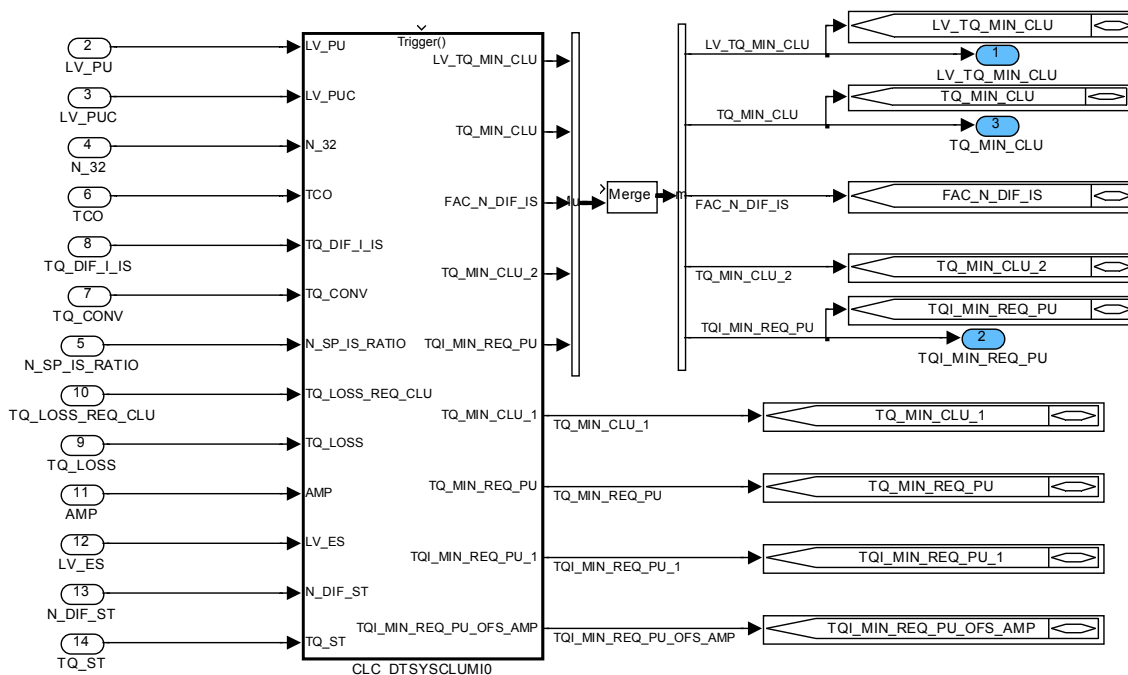 2
LV_PU
3
LV_PUC
4
N_32
6
TCO
8
TQ_DIF_I_IS
7
TQ_CONV
5
N_SP_IS_RATIO
10
TQ_LOSS_REQ_CLU
9
TQ_LOSS
11
AMP
12
LV_ES
13
N_DIF_ST
14
TQ_ST
Trigger()
LV_PU
LV_PUC
N_32
TCO
TQ_DIF_I_IS
TQ_CONV
N_SP_IS_RATIO
TQ_LOSS_REQ_CLU
TQ_LOSS
AMP
LV_ES
N_DIF_ST
TQ_ST
LV_TQ_MIN_CLU
TQ_MIN_CLU
FAC_N_DIF_IS
TQ_MIN_CLU_2
TQI_MIN_REQ_PU
TQ_MIN_CLU_1
TQ_MIN_REQ_PU
TQI_MIN_REQ_PU_1
TQI_MIN_REQ_PU_OFS_AMP
CLC_DTSYSCLUMI0
Merge
LV_TQ_MIN_CLU
TQ_MIN_CLU
FAC_N_DIF_IS
TQ_MIN_CLU_2
TQI_MIN_REQ_PU
TQ_MIN_CLU_1
TQ_MIN_REQ_PU
TQI_MIN_REQ_PU_1
TQI_MIN_REQ_PU_OFS_AMP
LV_TQ_MIN_CLU
1
LV_TQ_MIN_CLU
TQ_MIN_CLU
3
TQ_MIN_CLU
FAC_N_DIF_IS
TQ_MIN_CLU_2
TQI_MIN_REQ_PU
2
TQI_MIN_REQ_PU
TQ_MIN_CLU_1
TQ_MIN_REQ_PU
TQI_MIN_REQ_PU_1
TQI_MIN_REQ_PU_OFS_AMP